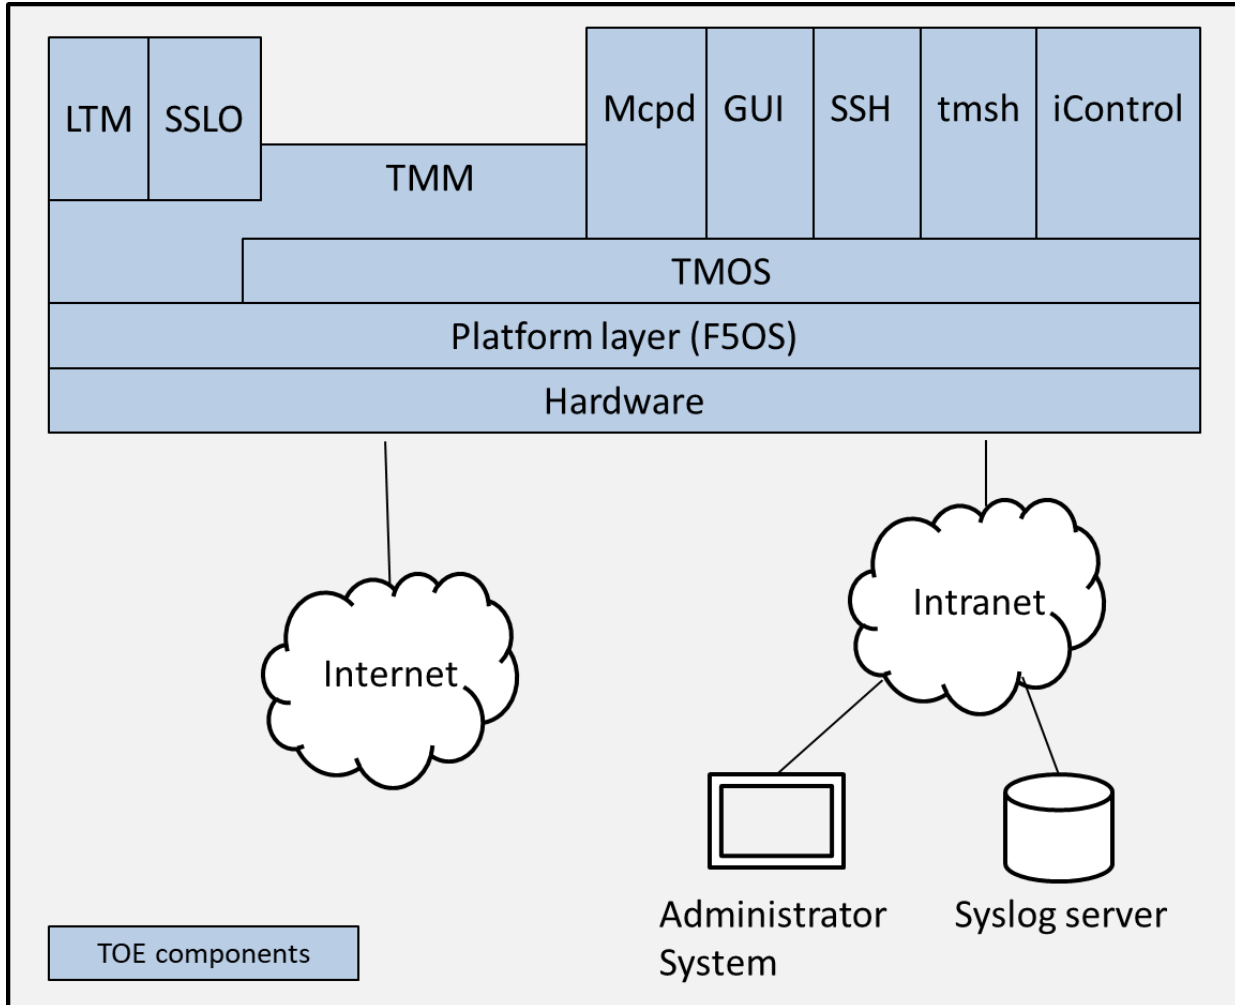 LTM
SSLO
Mcpd
GUI
SSH
tmsh
iControl
TMM
TMOS
Platform layer (F5OS)
Hardware
Internet
Intranet
Administrator
System
Syslog server
TOE components